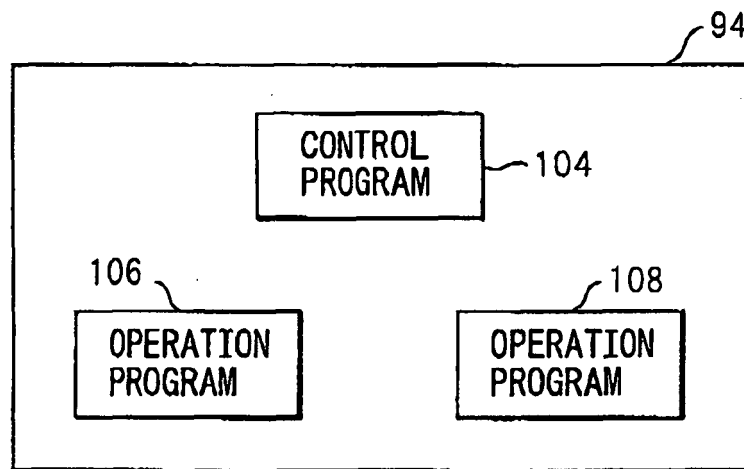 94
CONTROL
PROGRAM
104
106
108
OPERATION
PROGRAM
OPERATION
PROGRAM